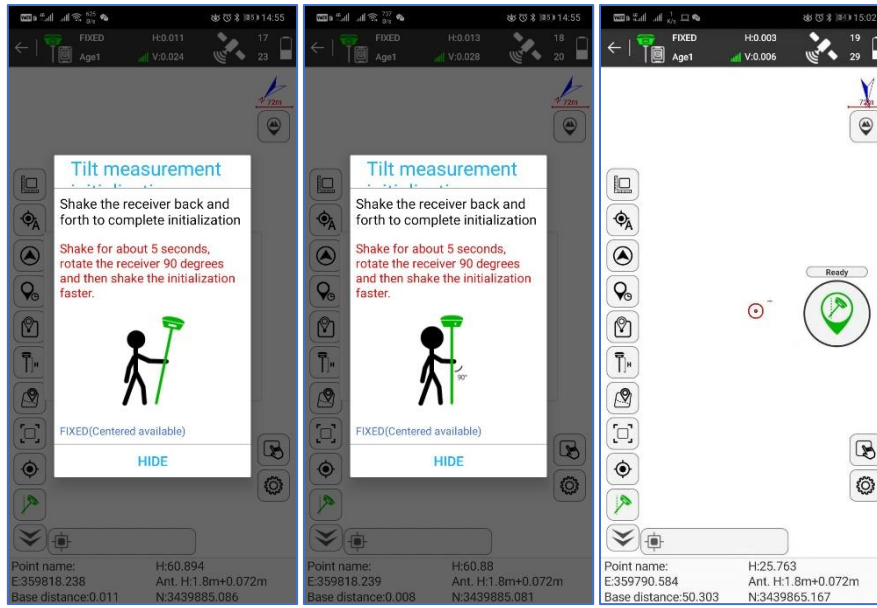 625
B/s
14:55
FIXED
H:0.011
17
Age1
V:0.024
23
72m
Tilt measurement
Shake the receiver back and
forth to complete initialization
Shake for about 5 seconds,
rotate the receiver 90 degrees
and then shake the initialization
faster.
FIXED(Centered available)
HIDE
Point name:
H:60.894
E:359818.238
Ant. H:1.8m+0.072m
Base distance:0.011
N:3439885.086
737
B/s
14:55
FIXED
H:0.013
18
Age1
V:0.028
20
72m
Tilt measurement
Shake the receiver back and
forth to complete initialization
Shake for about 5 seconds,
rotate the receiver 90 degrees
and then shake the initialization
faster.
90°
FIXED(Centered available)
HIDE
Point name:
H:60.88
E:359818.239
Ant. H:1.8m+0.072m
Base distance:0.008
N:3439885.081
1
K/s
15:02
FIXED
H:0.003
19
Age1
V:0.006
29
72m
Ready
Point name:
H:25.763
E:359790.584
Ant. H:1.8m+0.072m
Base distance:50.303
N:3439865.167